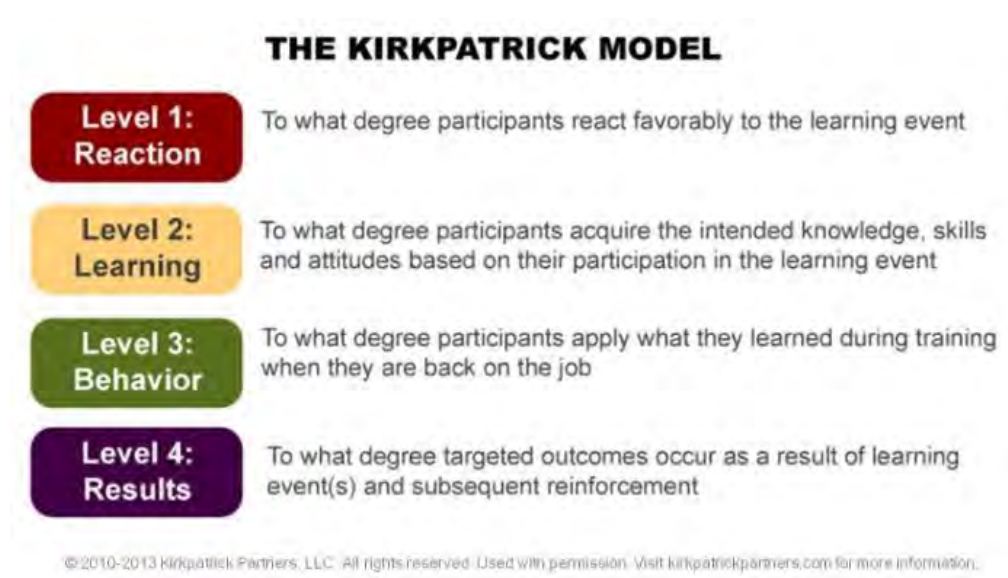 THE KIRKPATRICK MODEL
Level 1:
Reaction
To what degree participants react favorably to the learning event
Level 2:
Learning
To what degree participants acquire the intended knowledge, skills
and attitudes based on their participation in the learning event
Level 3:
Behavior
To what degree participants apply what they learned during training
when they are back on the job
Level 4:
Results
To what degree targeted outcomes occur as a result of learning
event(s) and subsequent reinforcement
© 2010-2013 Kirkpatrick Partners, LLC. All rights reserved. Used with permission. Visit kirkpatrickpartners.com for more information.